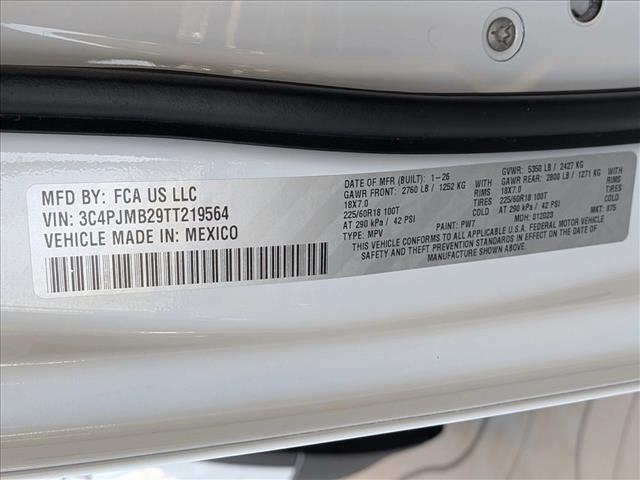 MFD BY: FCA US LLC
VIN: 3C4PJMB29TT219564
VEHICLE MADE IN: MEXICO
DATE OF MFR (BUILT): 1-26 GVWR: 5350 LB / 2427 KG
GAWR FRONT: 2760 LB / 1252 KG WITH GAWR REAR: 2800 LB / 1271 KG WITH
18X7.0 RIMS 18X7.0 RIMS
225/60R18 100T TIRES 225/60R18 100T TIRES
AT 290 kPa / 42 PSI AT 290 kPa / 42 PSI
TYPE: MPV PAINT: PW7 MDH: 012023 MKT: 875
THIS VEHICLE CONFORMS TO ALL APPLICABLE U.S.A. FEDERAL MOTOR VEHICLE
SAFETY AND THEFT PREVENTION STANDARDS IN EFFECT ON THE DATE OF
MANUFACTURE SHOWN ABOVE.